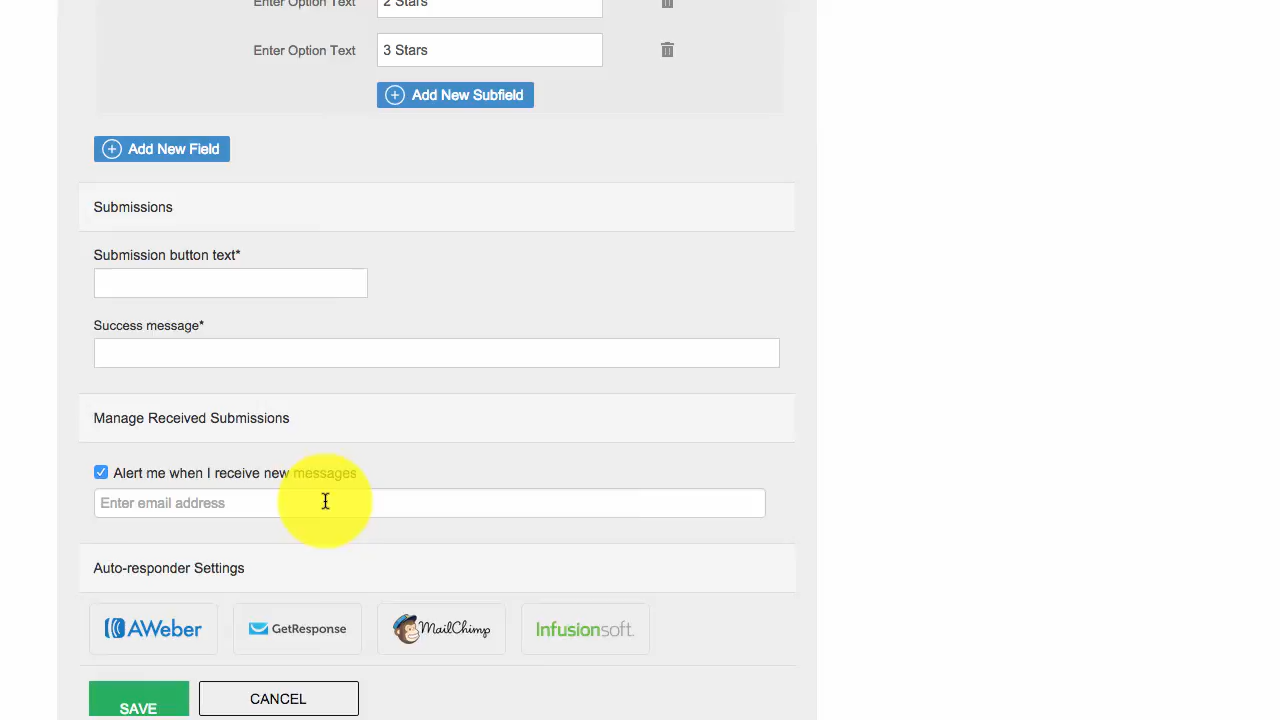 Enter Option Text 2 Stars
Enter Option Text 3 Stars
Add New Subfield
Add New Field
Submissions
Submission button text*
Success message*
Manage Received Submissions
Alert me when I receive new messages
Enter email address
Auto-responder Settings
AWeber GetResponse MailChimp Infusionsoft.
SAVE CANCEL